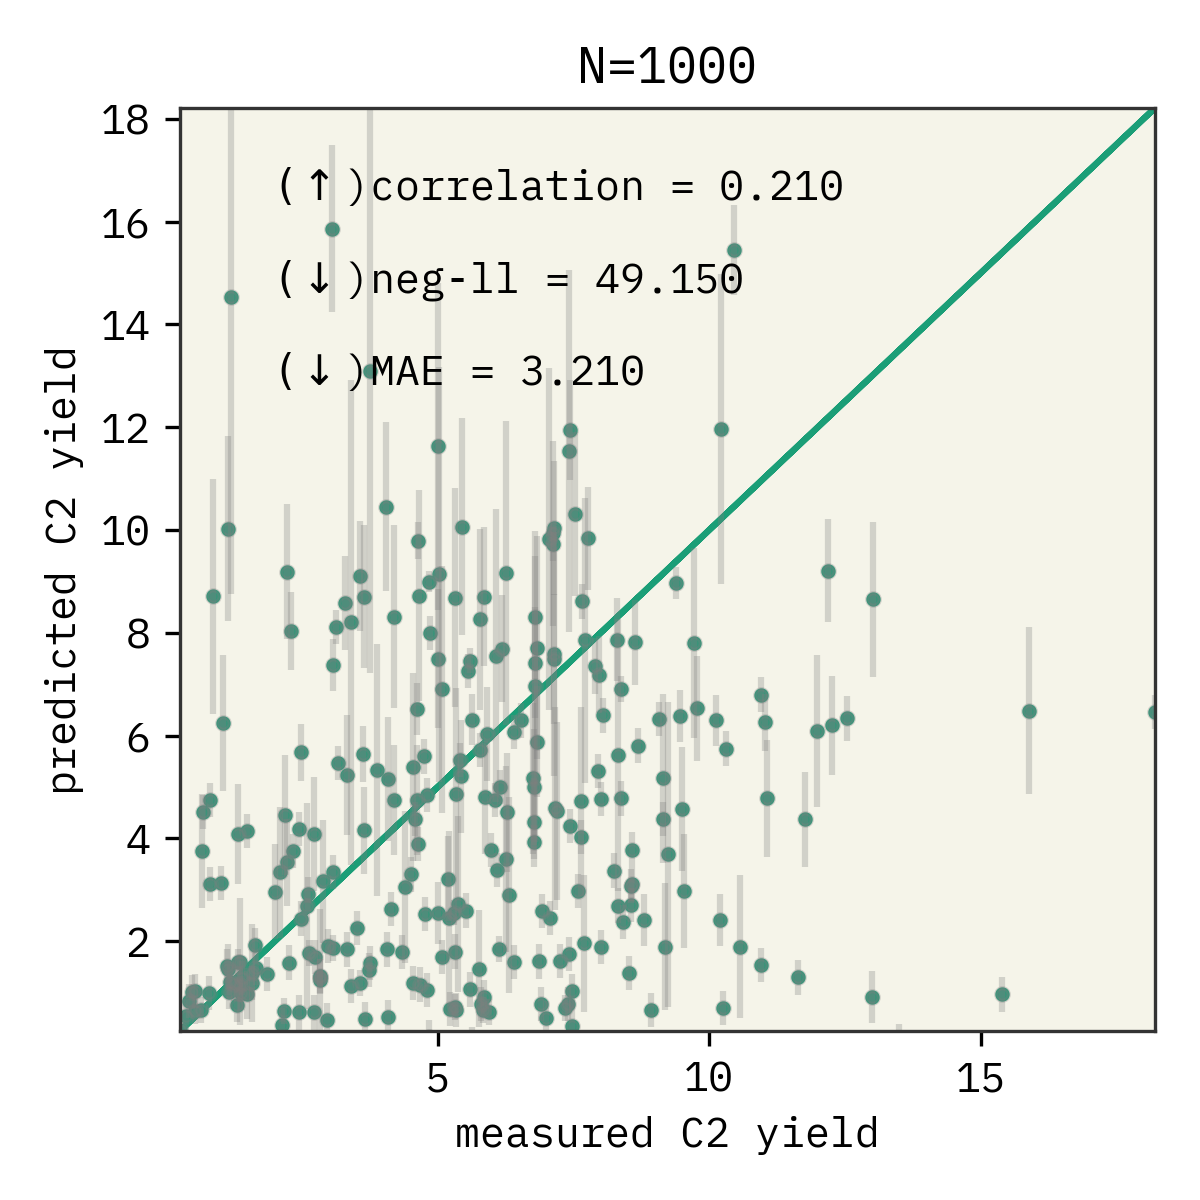 N=1000
18
16
14
12
10
8
6
4
2
(↑)correlation = 0.210
(↓)neg-ll = 49.150
(↓)MAE = 3.210
predicted C2 yield
5
10
15
measured C2 yield